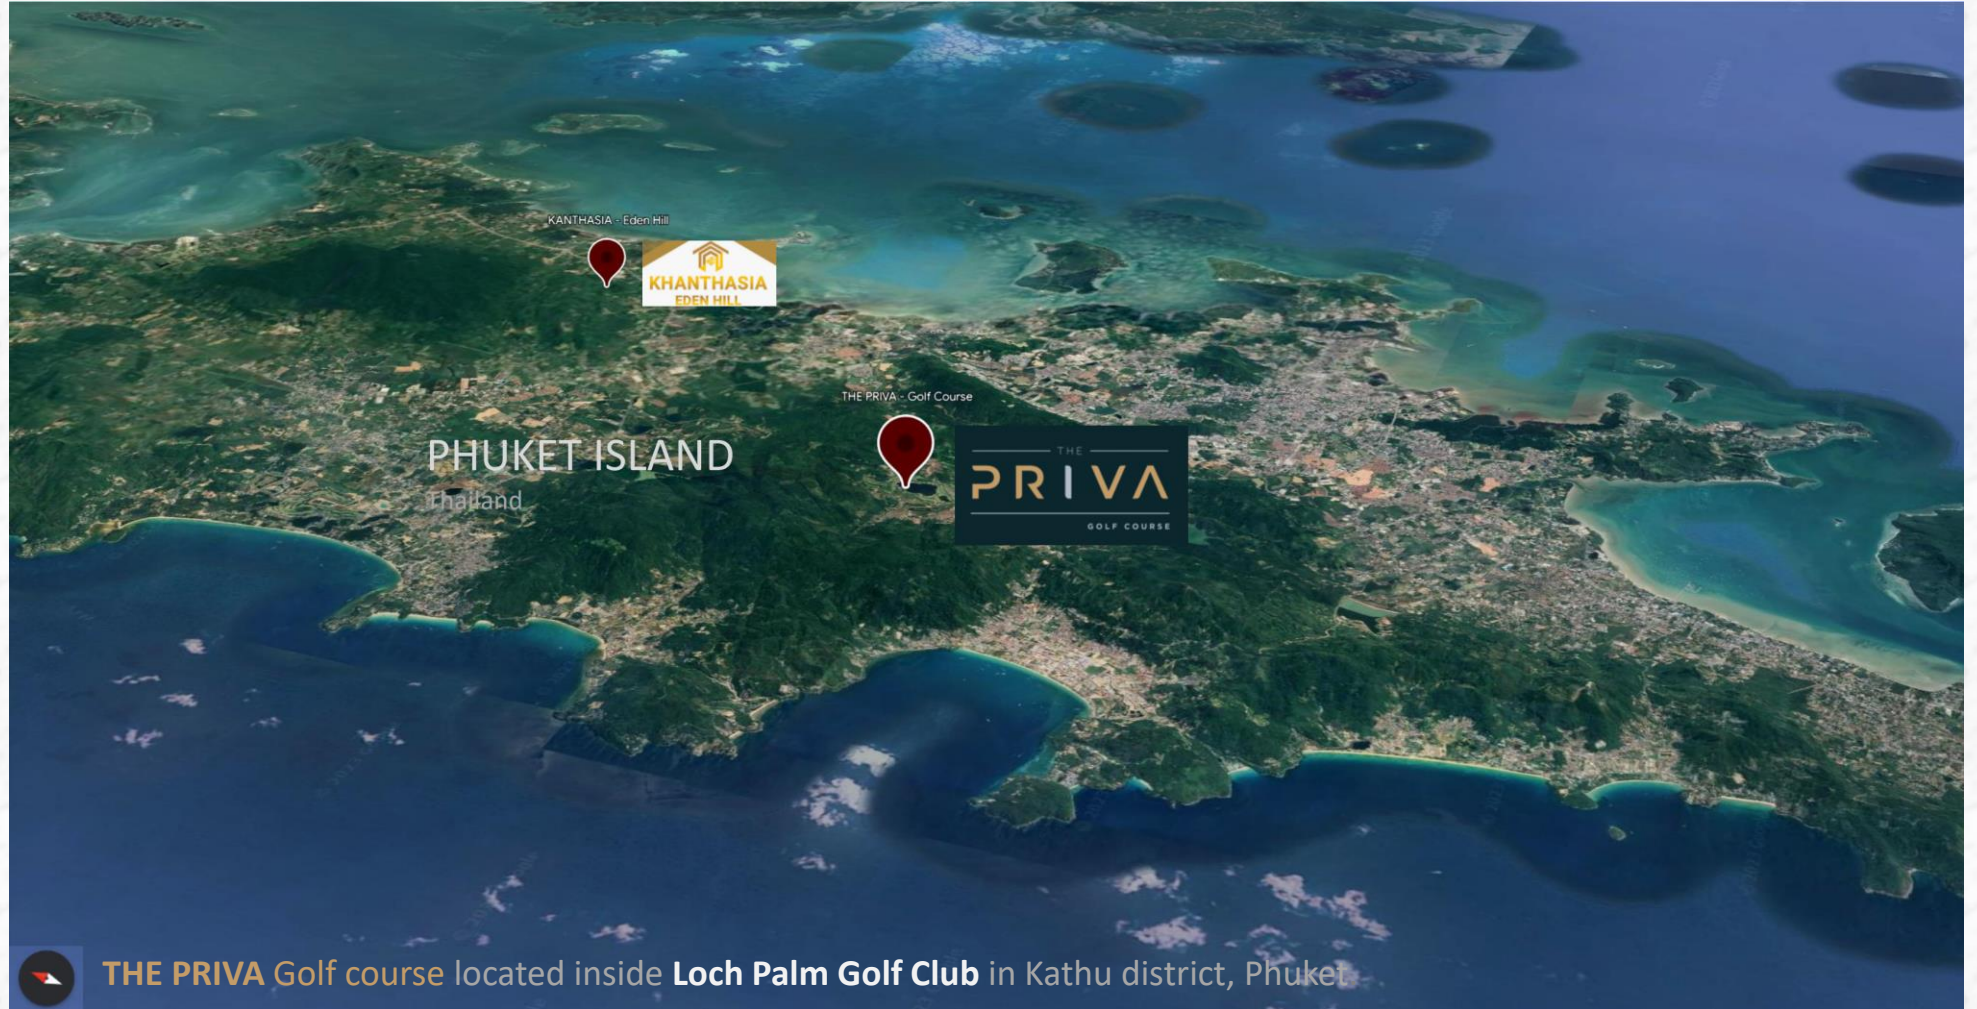 KANTHASIA - Eden Hill
KHANTHASIA
EDEN HILL
THE PRIVA - Golf Course
PHUKET ISLAND
Thailand
THE
PRIVA
GOLF COURSE
THE PRIVA Golf course located inside Loch Palm Golf Club in Kathu district, Phuket